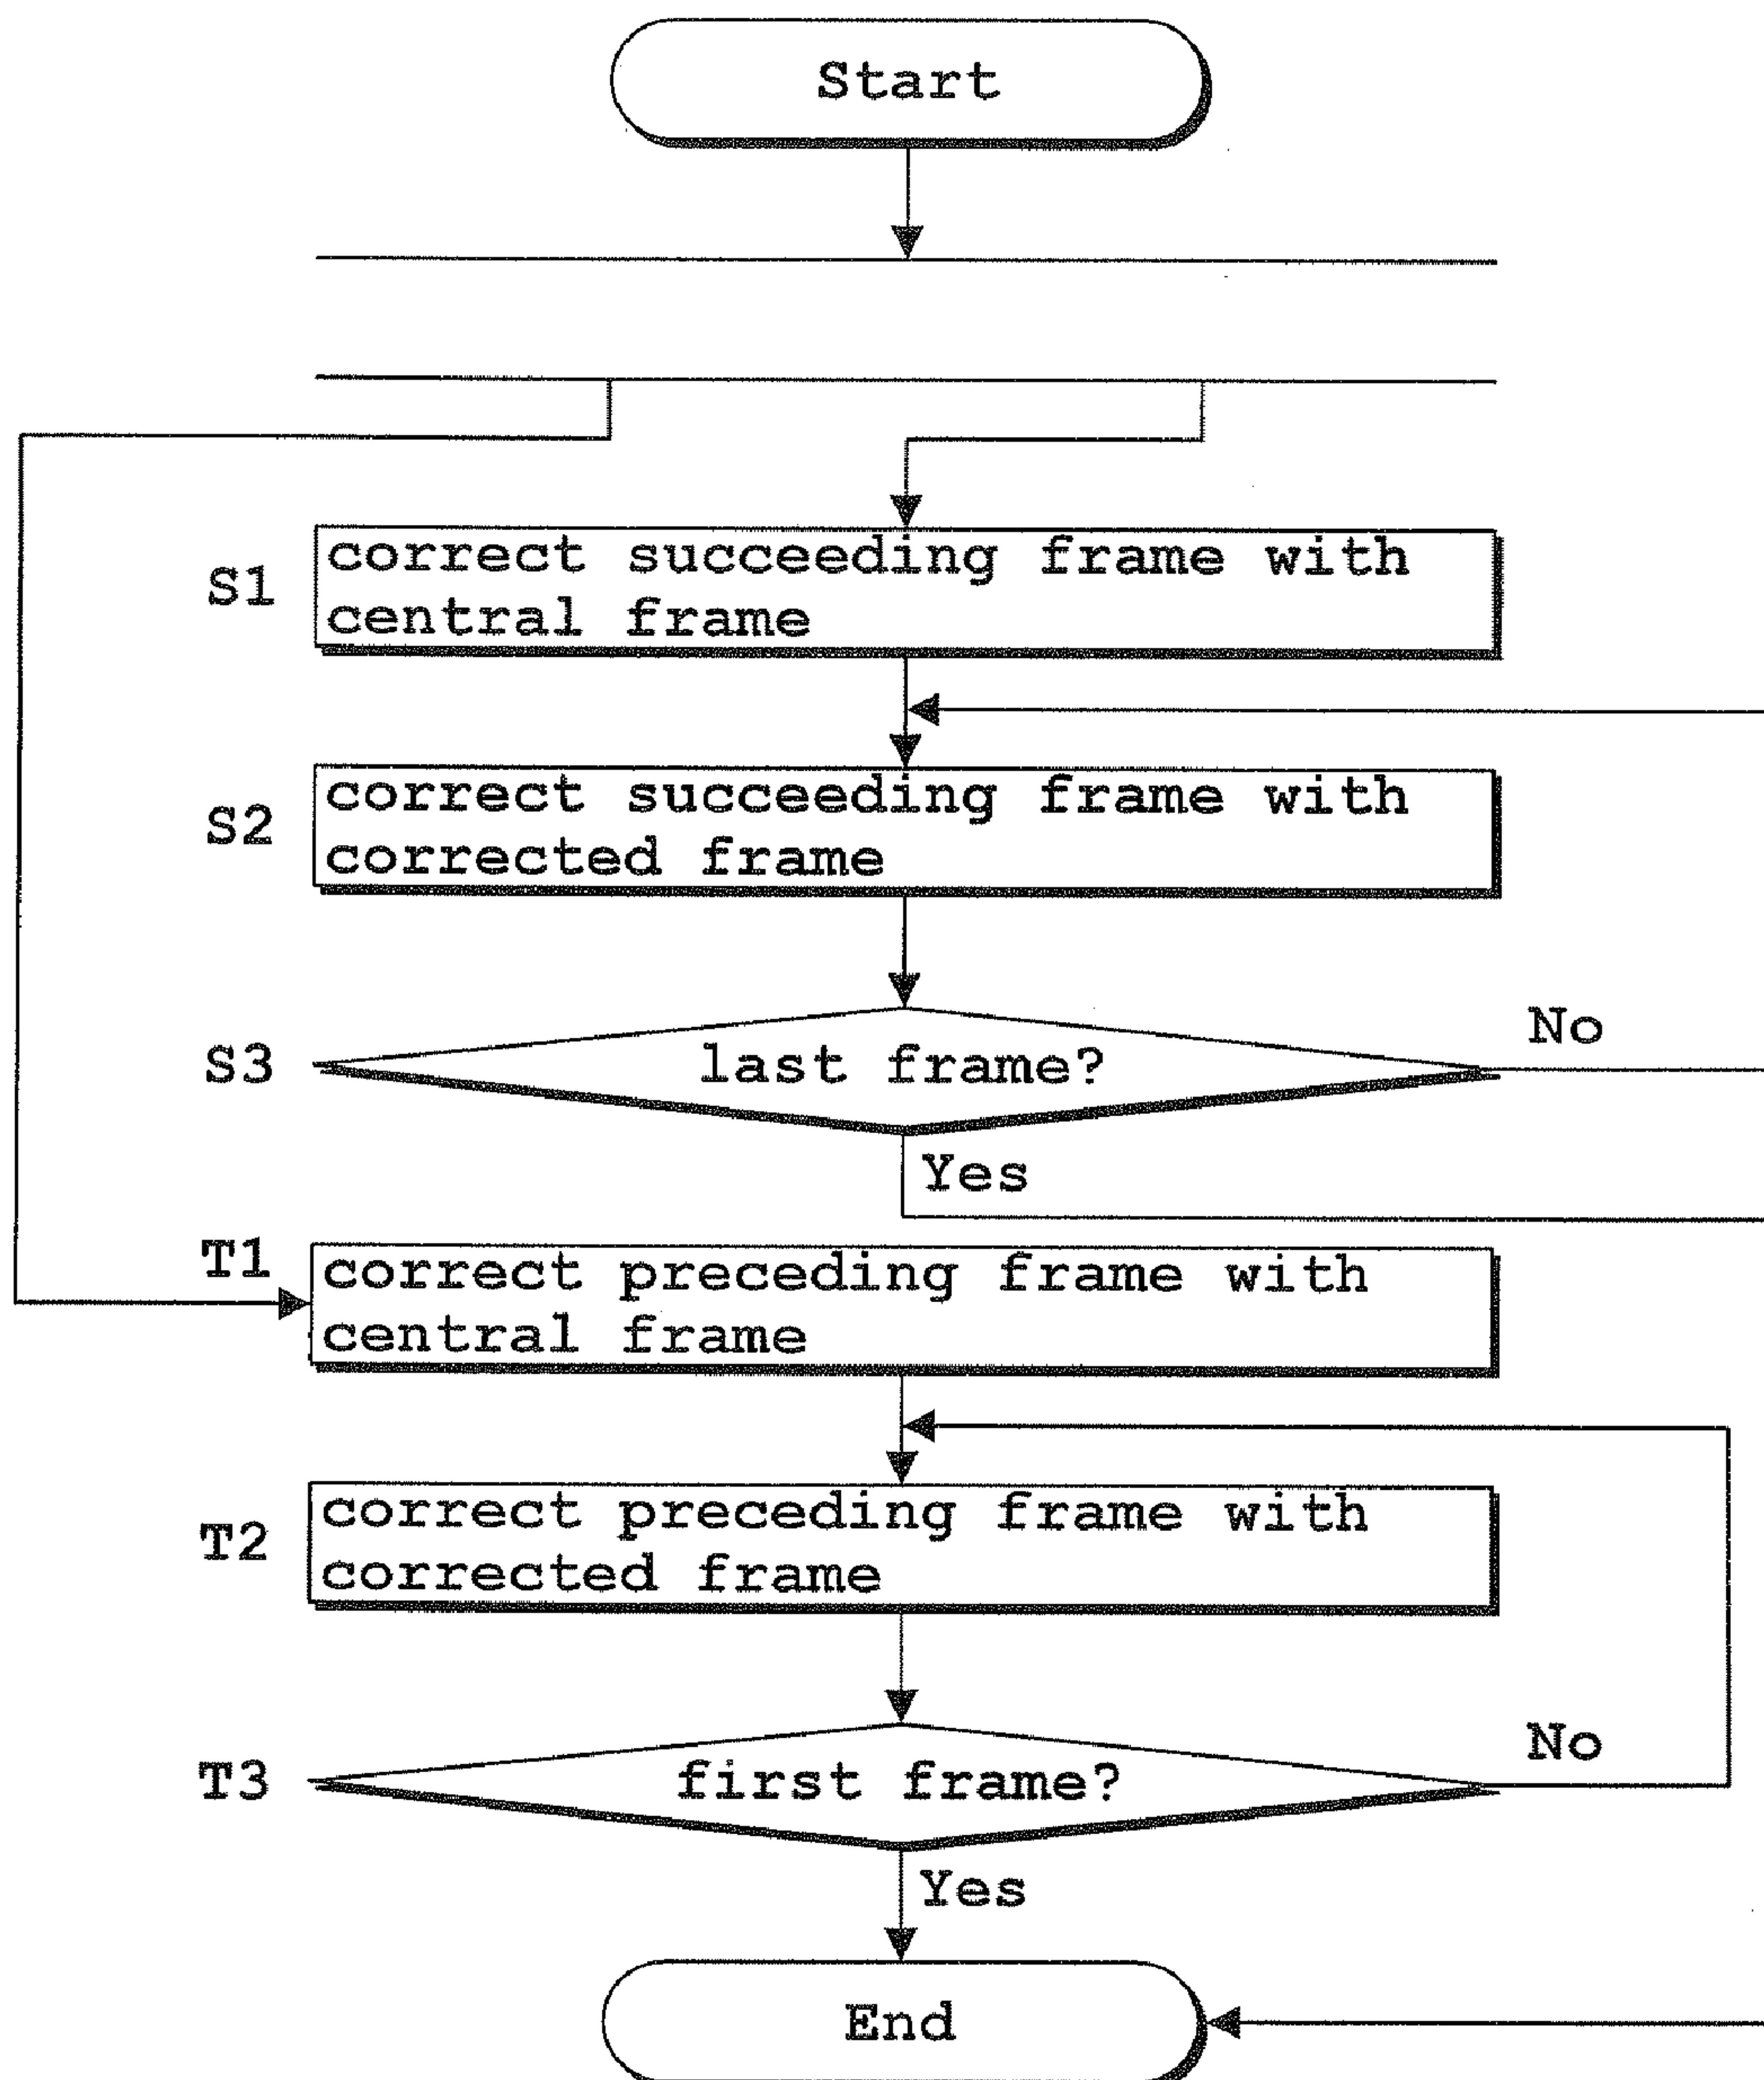 Start
S1
correct succeeding frame with
central frame
S2
correct succeeding frame with
corrected frame
S3
last frame?
No
Yes
T1
correct preceding frame with
central frame
T2
correct preceding frame with
corrected frame
T3
first frame?
No
Yes
End